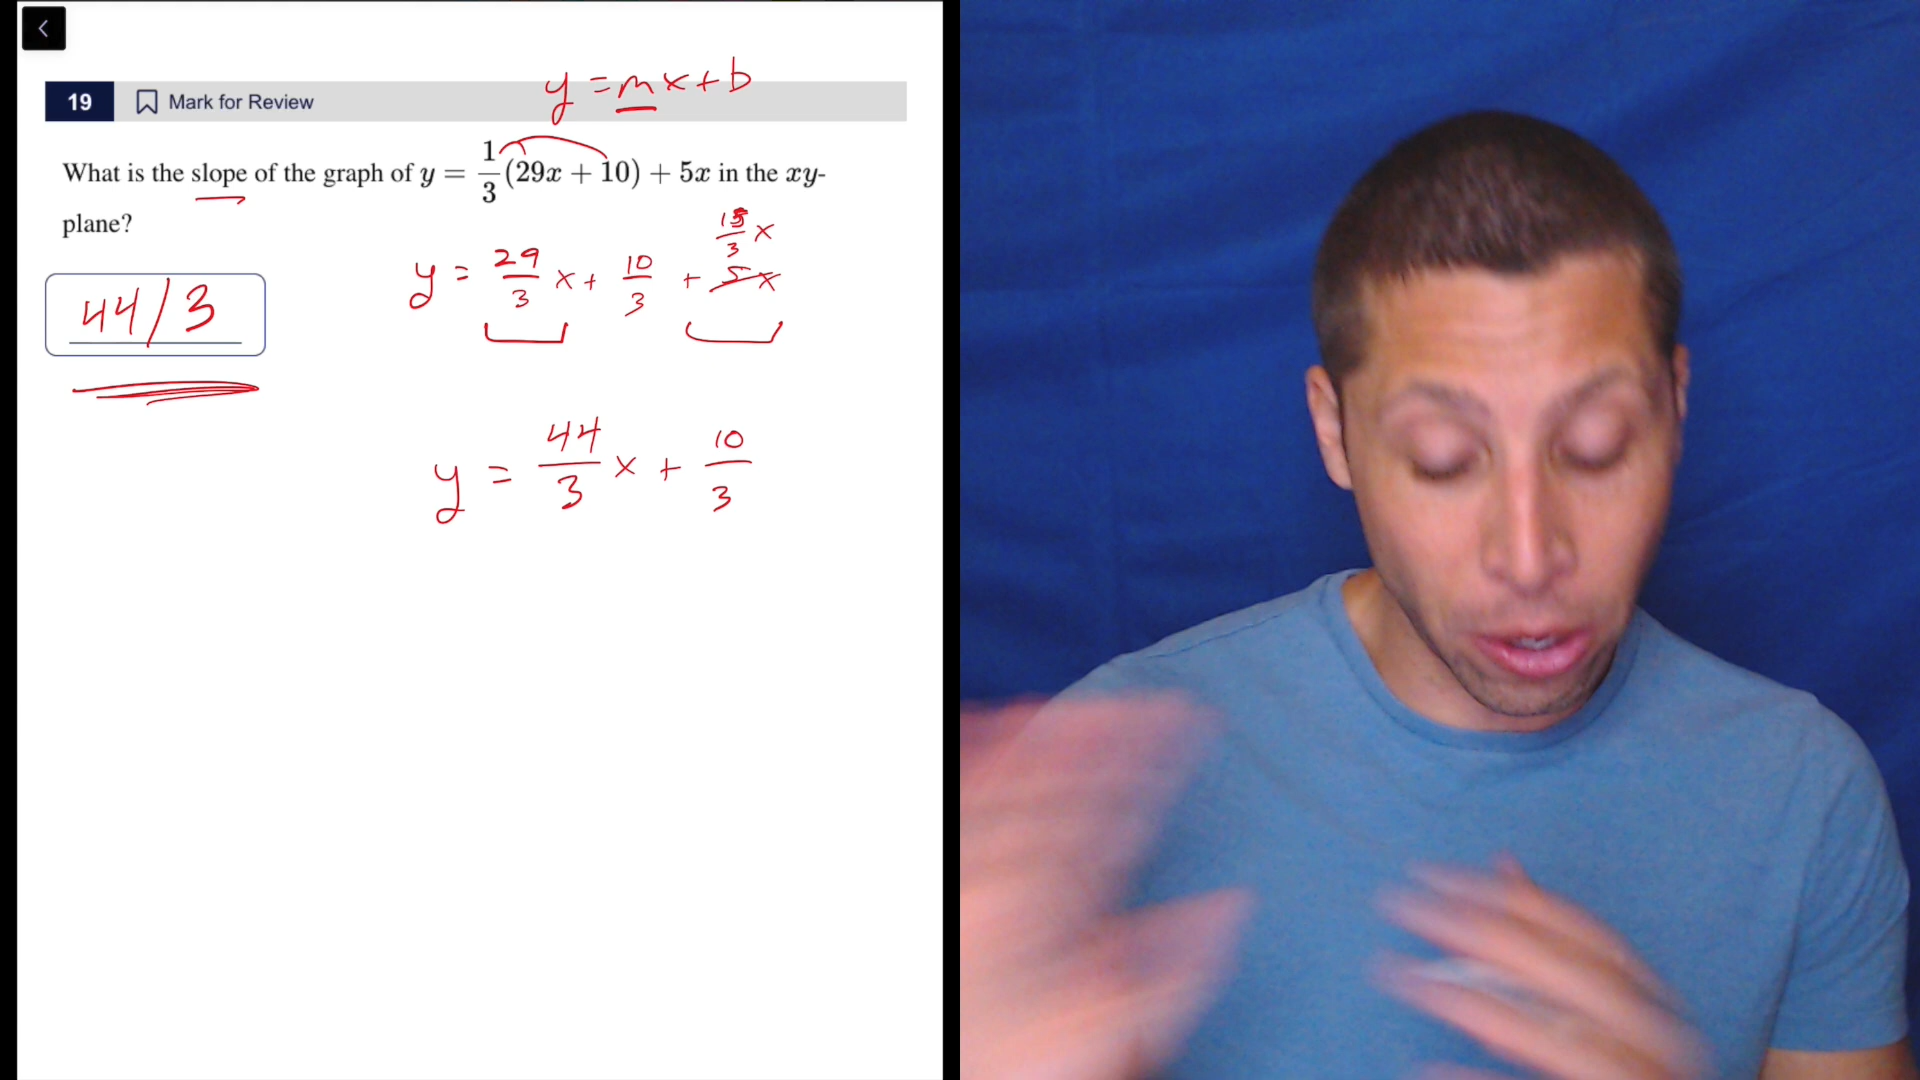 y = mx + b
19 Mark for Review
What is the slope of the graph of y = 1/3 (29x + 10) + 5x in the xy-
plane?
15/3 x
y = 29/3 x + 10/3 + 5x
44/3
y = 44/3 x + 10/3